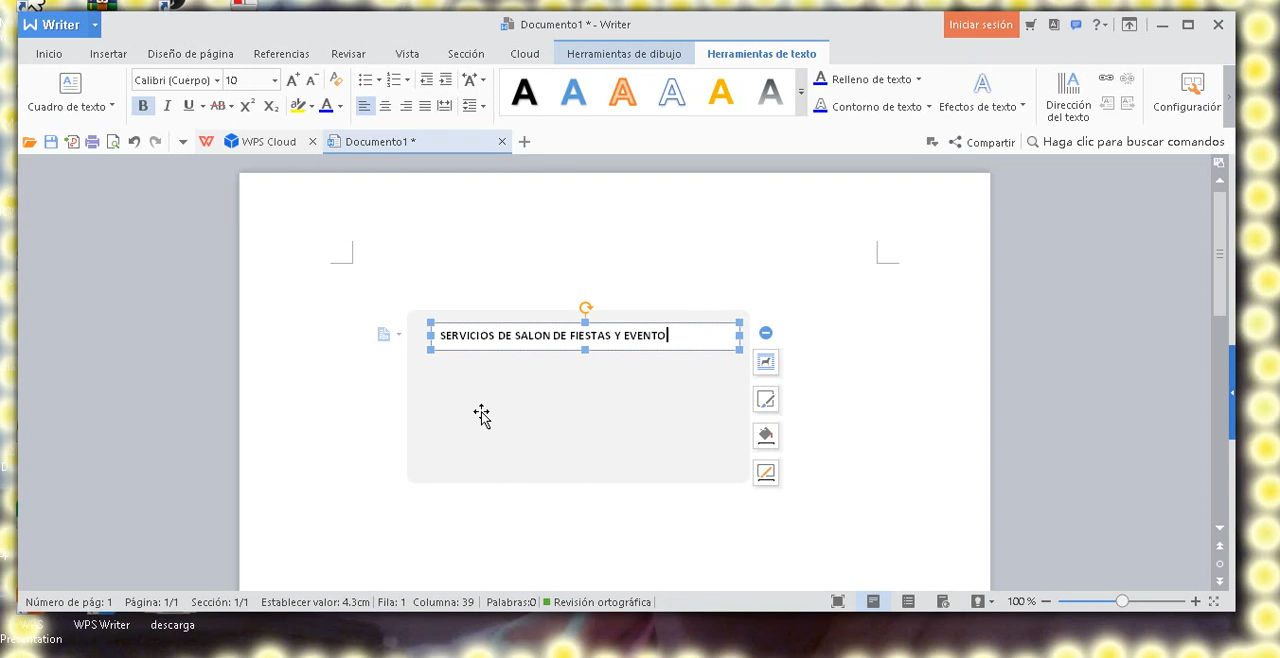 Writer
Documento1 * - Writer
Iniciar sesión
Inicio Insertar Diseño de página Referencias Revisar Vista Sección Cloud Herramientas de dibujo Herramientas de texto
Calibri (Cuerpo) 10
Relleno de texto
Cuadro de texto
Contorno de texto
Efectos de texto
Dirección
del texto
Configuración
WPS Cloud
Documento1 *
Compartir
Haga clic para buscar comandos
SERVICIOS DE SALON DE FIESTAS Y EVENTO
Número de pág: 1 Página: 1/1 Sección: 1/1 Establecer valor: 4.3cm Fila: 1 Columna: 39 Palabras:0 Revisión ortográfica
100 %
WPS
Presentation
WPS Writer
descarga